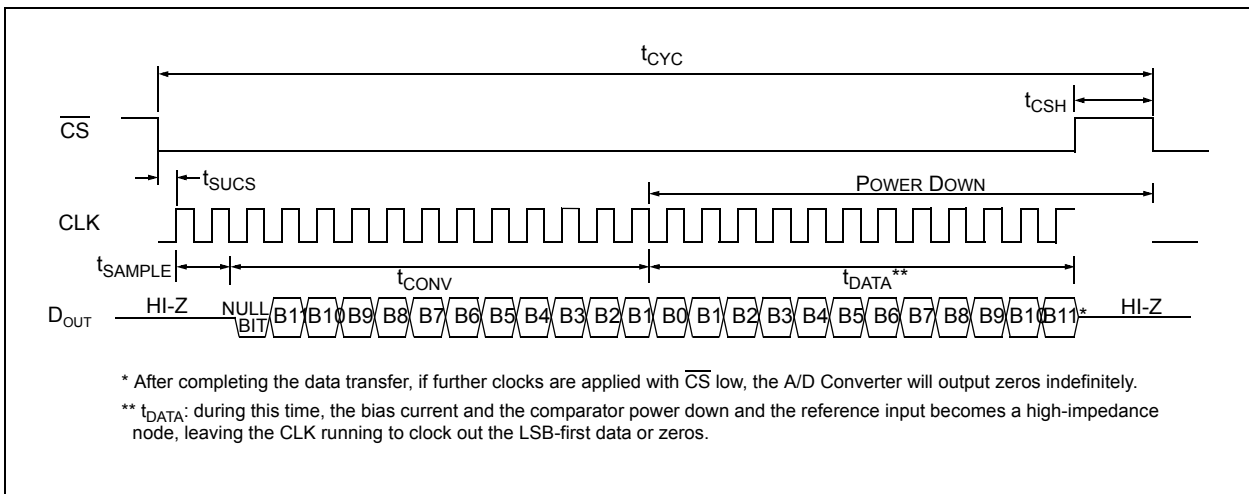 tCYC
tCSH
CS
tSUCS
POWER DOWN
CLK
tSAMPLE
tCONV
tDATA**
HI-Z
NULL BIT B11 B10 B9 B8 B7 B6 B5 B4 B3 B2 B1 B0 B1 B2 B3 B4 B5 B6 B7 B8 B9 B10 B11*
HI-Z
DOUT
* After completing the data transfer, if further clocks are applied with CS low, the A/D Converter will output zeros indefinitely.
** tDATA: during this time, the bias current and the comparator power down and the reference input becomes a high-impedance
node, leaving the CLK running to clock out the LSB-first data or zeros.